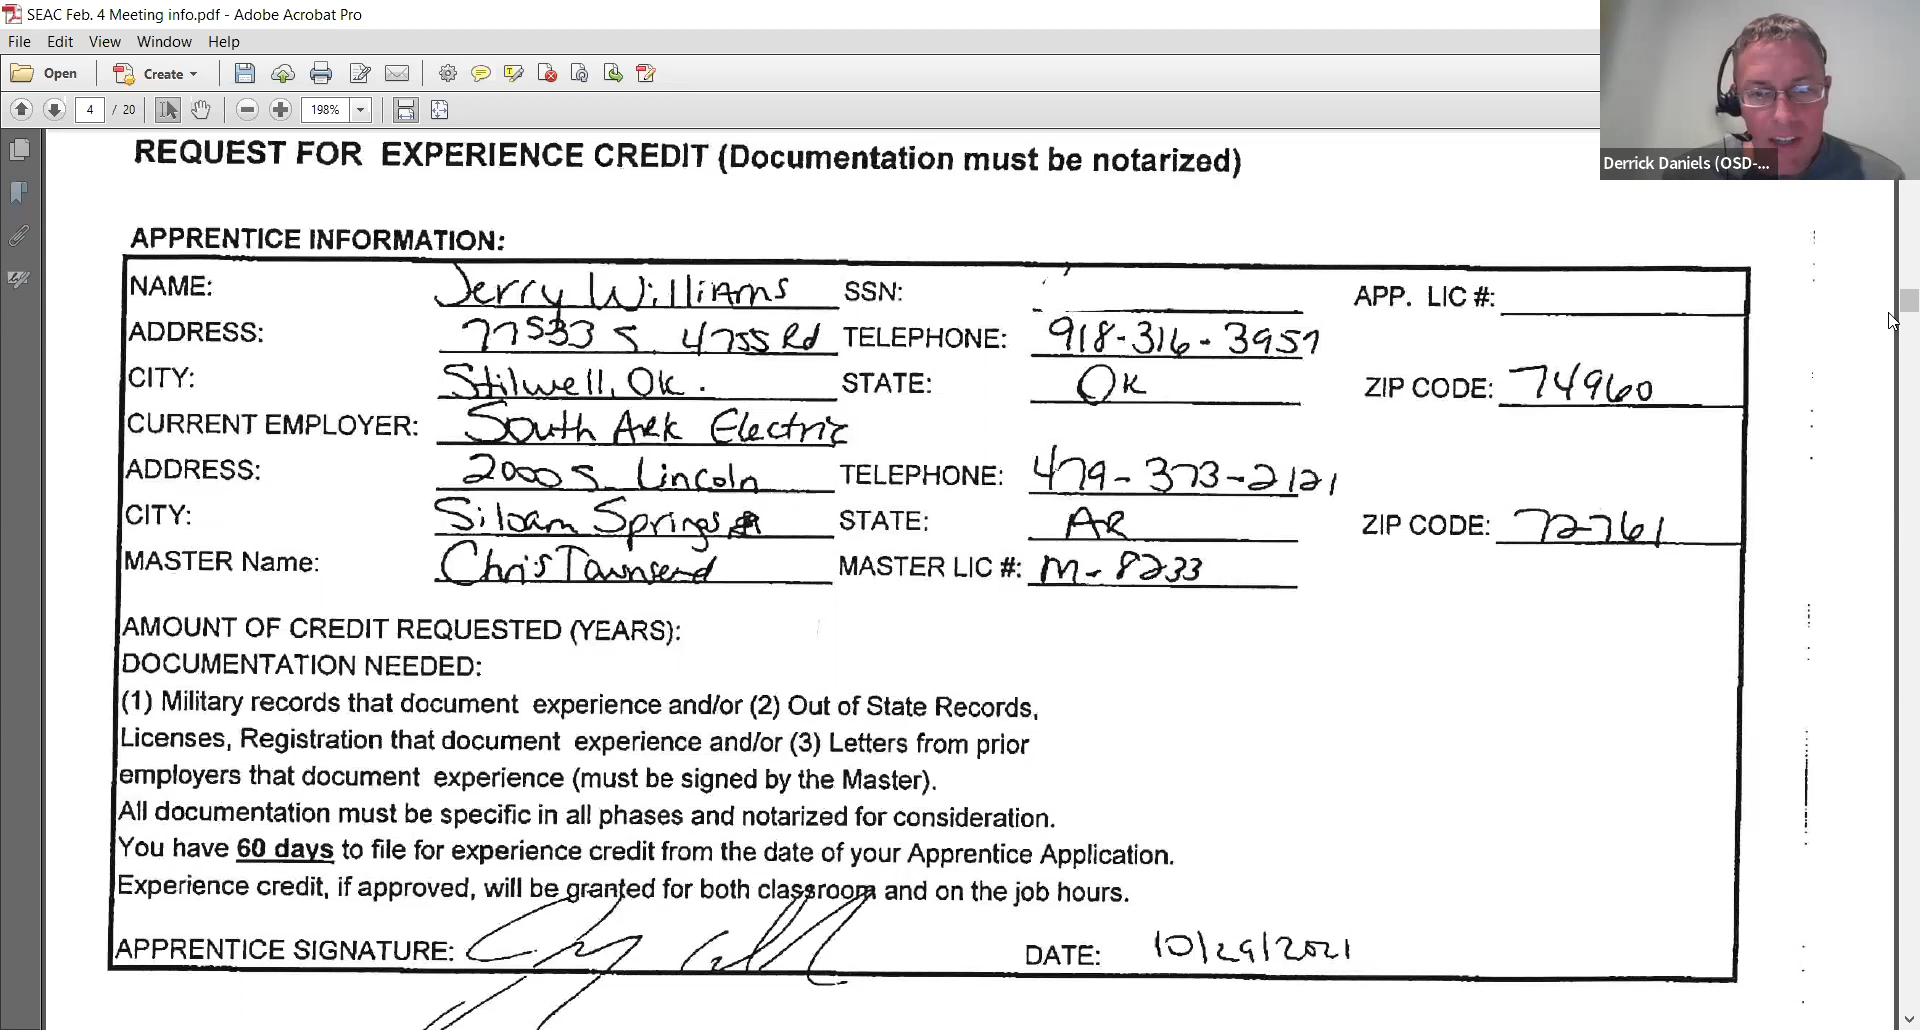 SEAC Feb. 4 Meeting info.pdf - Adobe Acrobat Pro
File Edit View Window Help
Open Create
4 / 20 198%
Derrick Daniels (OSD-...
REQUEST FOR EXPERIENCE CREDIT (Documentation must be notarized)
APPRENTICE INFORMATION:
NAME: Jerry Williams SSN: APP. LIC #:
ADDRESS: 77533 S. 4755 Rd TELEPHONE: 918-316-3957
CITY: Stilwell, Ok. STATE: OK ZIP CODE: 74960
CURRENT EMPLOYER: South Ark Electric
ADDRESS: 2000 S. Lincoln TELEPHONE: 479-373-2121
CITY: Siloam Springs STATE: AR ZIP CODE: 72761
MASTER Name: Chris Townsend MASTER LIC #: M-8233
AMOUNT OF CREDIT REQUESTED (YEARS):
DOCUMENTATION NEEDED:
(1) Military records that document experience and/or (2) Out of State Records,
Licenses, Registration that document experience and/or (3) Letters from prior
employers that document experience (must be signed by the Master).
All documentation must be specific in all phases and notarized for consideration.
You have 60 days to file for experience credit from the date of your Apprentice Application.
Experience credit, if approved, will be granted for both classroom and on the job hours.
APPRENTICE SIGNATURE: DATE: 10/29/2021